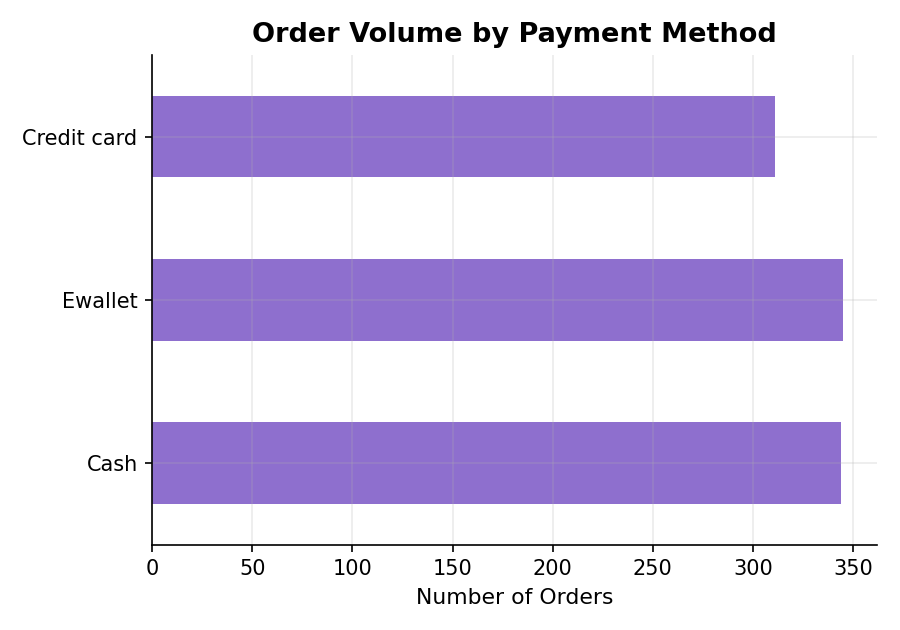 Order Volume by Payment Method
Credit card
Ewallet
Cash
0 50 100 150 200 250 300 350
Number of Orders